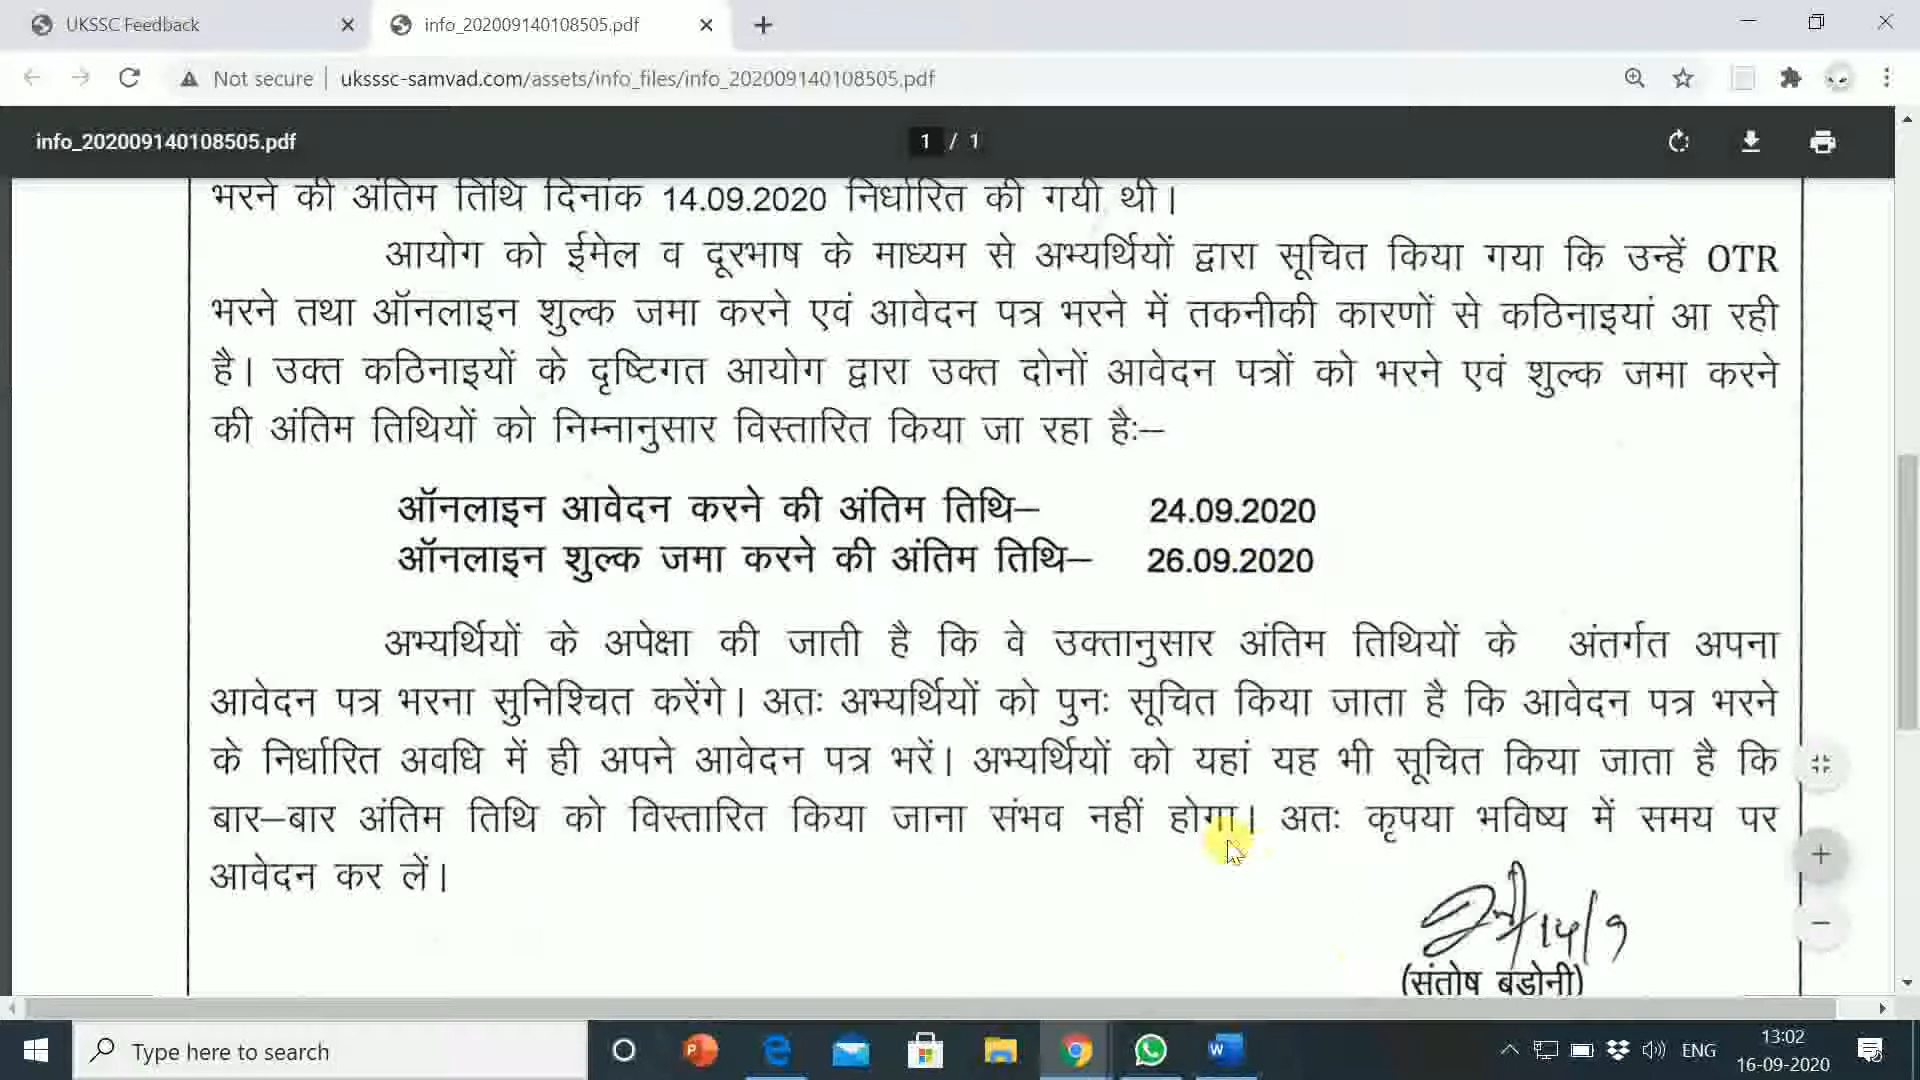 UKSSC Feedback
info_202009140108505.pdf
Not secure
uksssc-samvad.com/assets/info_files/info_202009140108505.pdf
info_202009140108505.pdf
1 / 1
भरने की अंतिम तिथि दिनांक 14.09.2020 निर्धारित की गयी थी।
आयोग को ईमेल व दूरभाष के माध्यम से अभ्यर्थियों द्वारा सूचित किया गया कि उन्हें OTR
भरने तथा ऑनलाइन शुल्क जमा करने एवं आवेदन पत्र भरने में तकनीकी कारणों से कठिनाइयां आ रही
है। उक्त कठिनाइयों के दृष्टिगत आयोग द्वारा उक्त दोनों आवेदन पत्रों को भरने एवं शुल्क जमा करने
की अंतिम तिथियों को निम्नानुसार विस्तारित किया जा रहा हैः–
ऑनलाइन आवेदन करने की अंतिम तिथि– 24.09.2020
ऑनलाइन शुल्क जमा करने की अंतिम तिथि– 26.09.2020
अभ्यर्थियों के अपेक्षा की जाती है कि वे उक्तानुसार अंतिम तिथियों के अंतर्गत अपना
आवेदन पत्र भरना सुनिश्चित करेंगे। अतः अभ्यर्थियों को पुनः सूचित किया जाता है कि आवेदन पत्र भरने
के निर्धारित अवधि में ही अपने आवेदन पत्र भरें। अभ्यर्थियों को यहां यह भी सूचित किया जाता है कि
बार–बार अंतिम तिथि को विस्तारित किया जाना संभव नहीं होगा। अतः कृपया भविष्य में समय पर
आवेदन कर लें।
14/9
(संतोष बडोनी)
Type here to search
ENG
13:02
16-09-2020